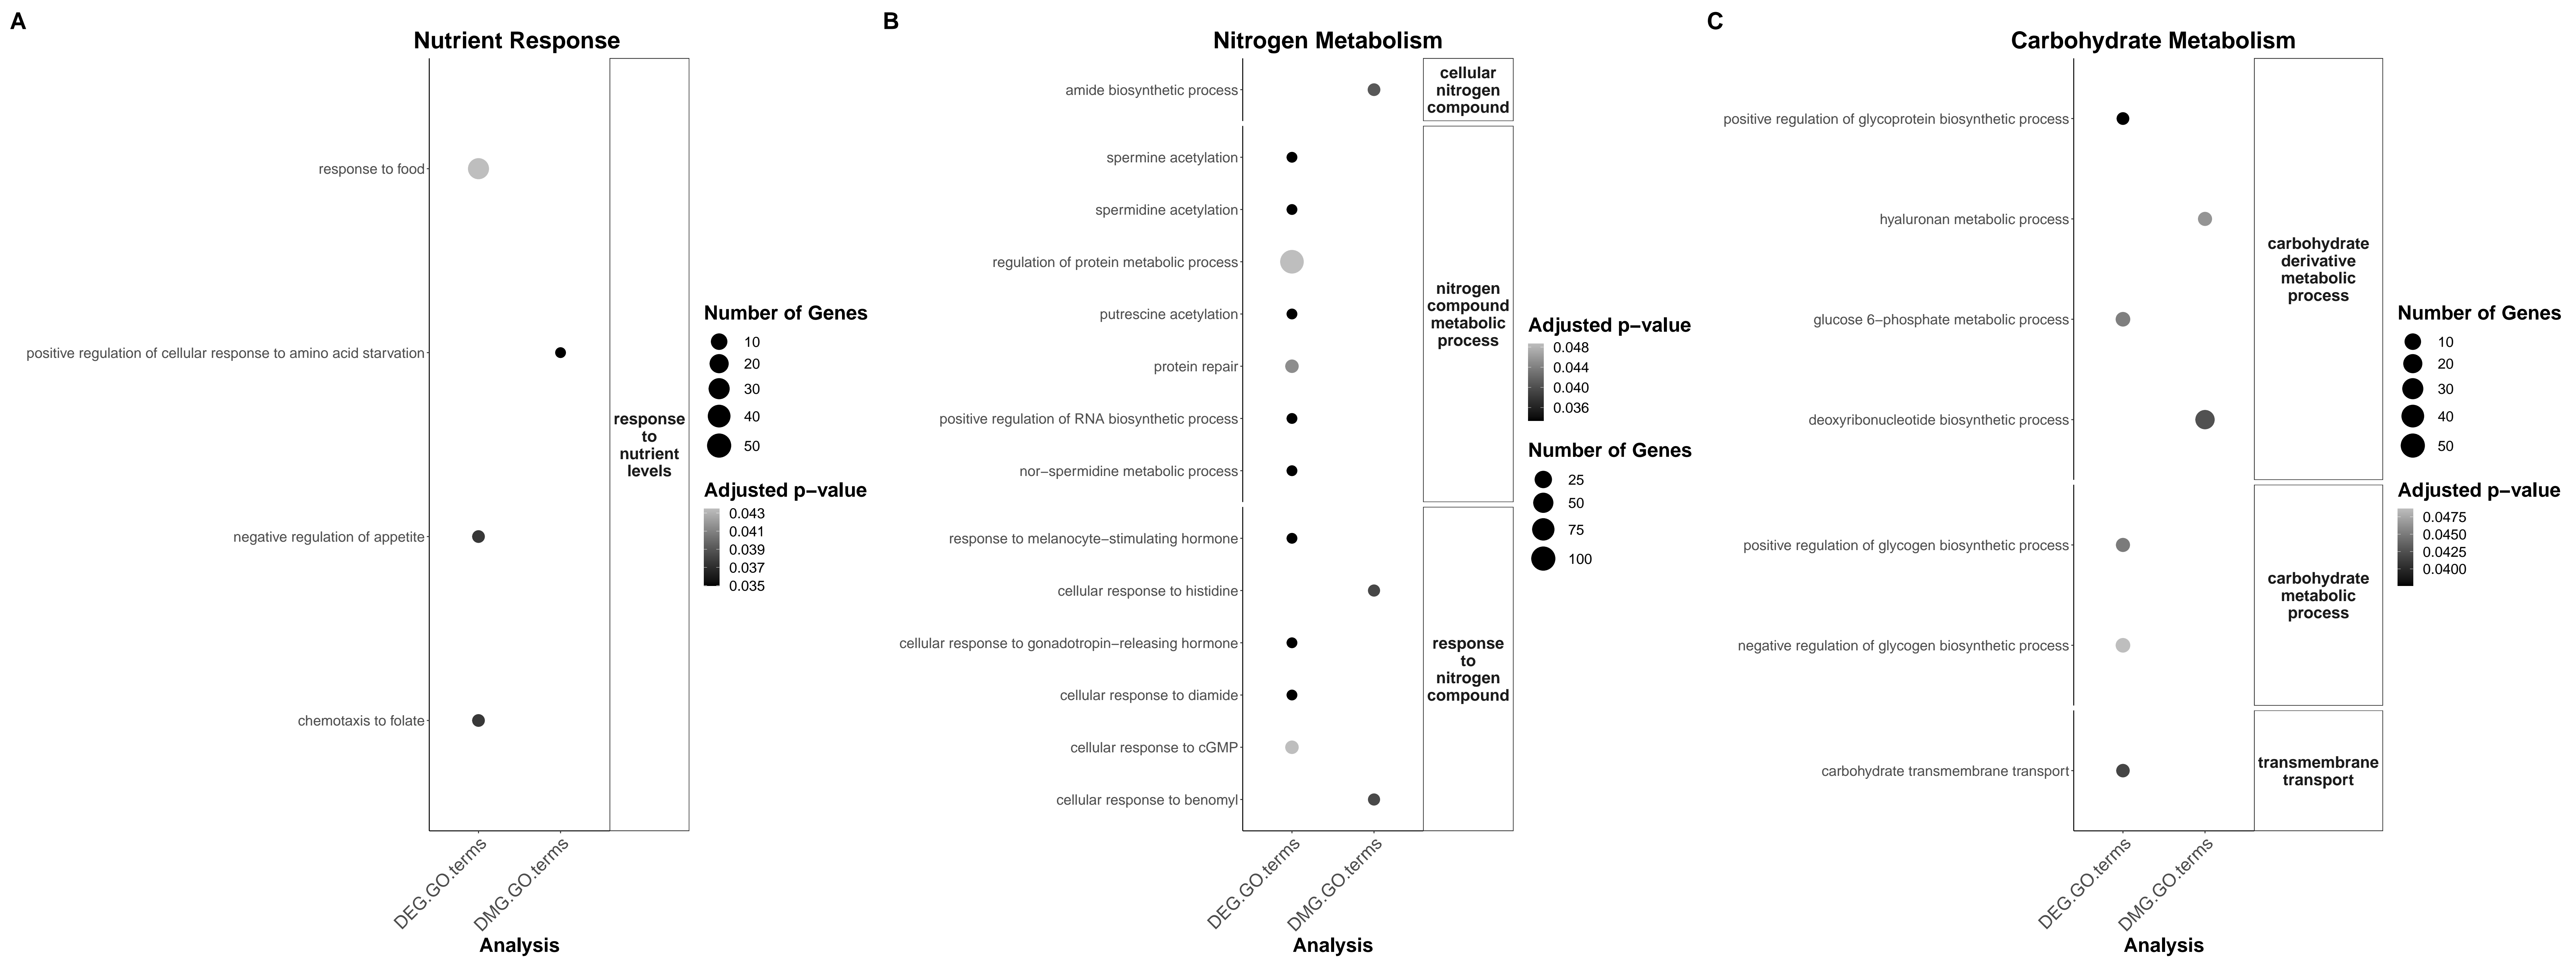 A
Nutrient Response
response to food
positive regulation of cellular response to amino acid starvation
negative regulation of appetite
chemotaxis to folate
response
to
nutrient
levels
DEG.GO.terms
DMG.GO.terms
Analysis
Number of Genes
10
20
30
40
50
Adjusted p−value
0.043
0.041
0.039
0.037
0.035
B
Nitrogen Metabolism
amide biosynthetic process
spermine acetylation
spermidine acetylation
regulation of protein metabolic process
putrescine acetylation
protein repair
positive regulation of RNA biosynthetic process
nor−spermidine metabolic process
response to melanocyte−stimulating hormone
cellular response to histidine
cellular response to gonadotropin−releasing hormone
cellular response to diamide
cellular response to cGMP
cellular response to benomyl
cellular
nitrogen
compound
nitrogen
compound
metabolic
process
response
to
nitrogen
compound
DEG.GO.terms
DMG.GO.terms
Analysis
Adjusted p−value
0.048
0.044
0.040
0.036
Number of Genes
25
50
75
100
C
Carbohydrate Metabolism
positive regulation of glycoprotein biosynthetic process
hyaluronan metabolic process
glucose 6−phosphate metabolic process
deoxyribonucleotide biosynthetic process
positive regulation of glycogen biosynthetic process
negative regulation of glycogen biosynthetic process
carbohydrate transmembrane transport
carbohydrate
derivative
metabolic
process
carbohydrate
metabolic
process
transmembrane
transport
DEG.GO.terms
DMG.GO.terms
Analysis
Number of Genes
10
20
30
40
50
Adjusted p−value
0.0475
0.0450
0.0425
0.0400